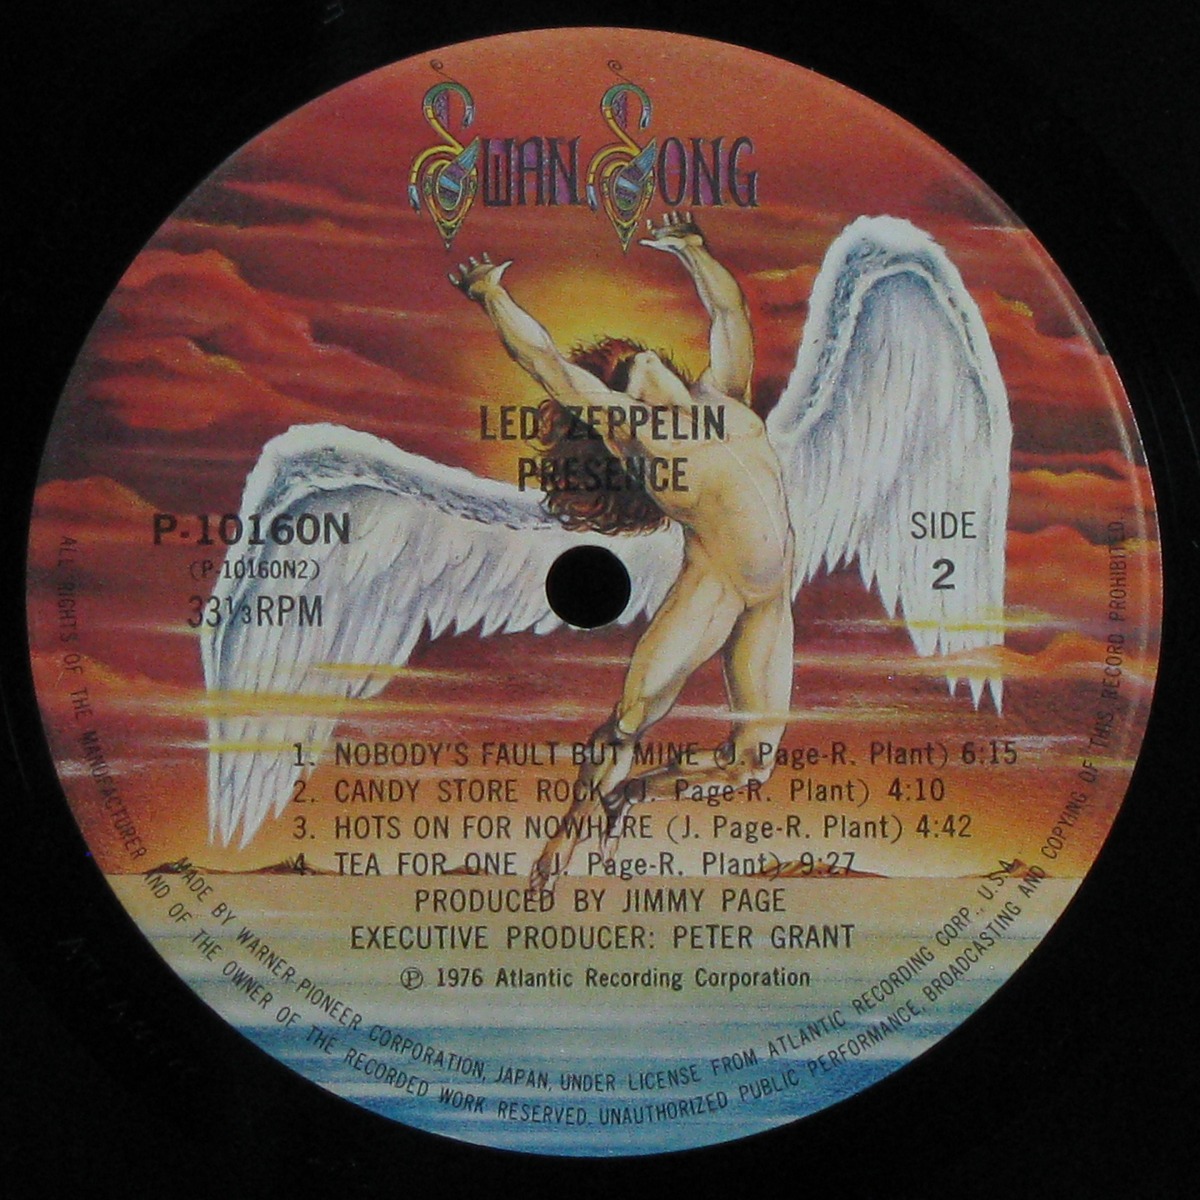 SWAN SONG
LED ZEPPELIN
PRESENCE
P-10160N
(P-10160N2)
33⅓RPM
SIDE
2
1. NOBODY'S FAULT BUT MINE (J. Page-R. Plant) 6:15
2. CANDY STORE ROCK (J. Page-R. Plant) 4:10
3. HOTS ON FOR NOWHERE (J. Page-R. Plant) 4:42
4. TEA FOR ONE (J. Page-R. Plant) 9:27
PRODUCED BY JIMMY PAGE
EXECUTIVE PRODUCER: PETER GRANT
Ⓟ 1976 Atlantic Recording Corporation
MADE BY WARNER-PIONEER CORPORATION, JAPAN, UNDER LICENSE FROM ATLANTIC RECORDING CORP., U.S.A.
ALL RIGHTS OF THE MANUFACTURER AND OF THE OWNER OF THE RECORDED WORK RESERVED. UNAUTHORIZED PUBLIC PERFORMANCE, BROADCASTING AND COPYING OF THIS RECORD PROHIBITED.